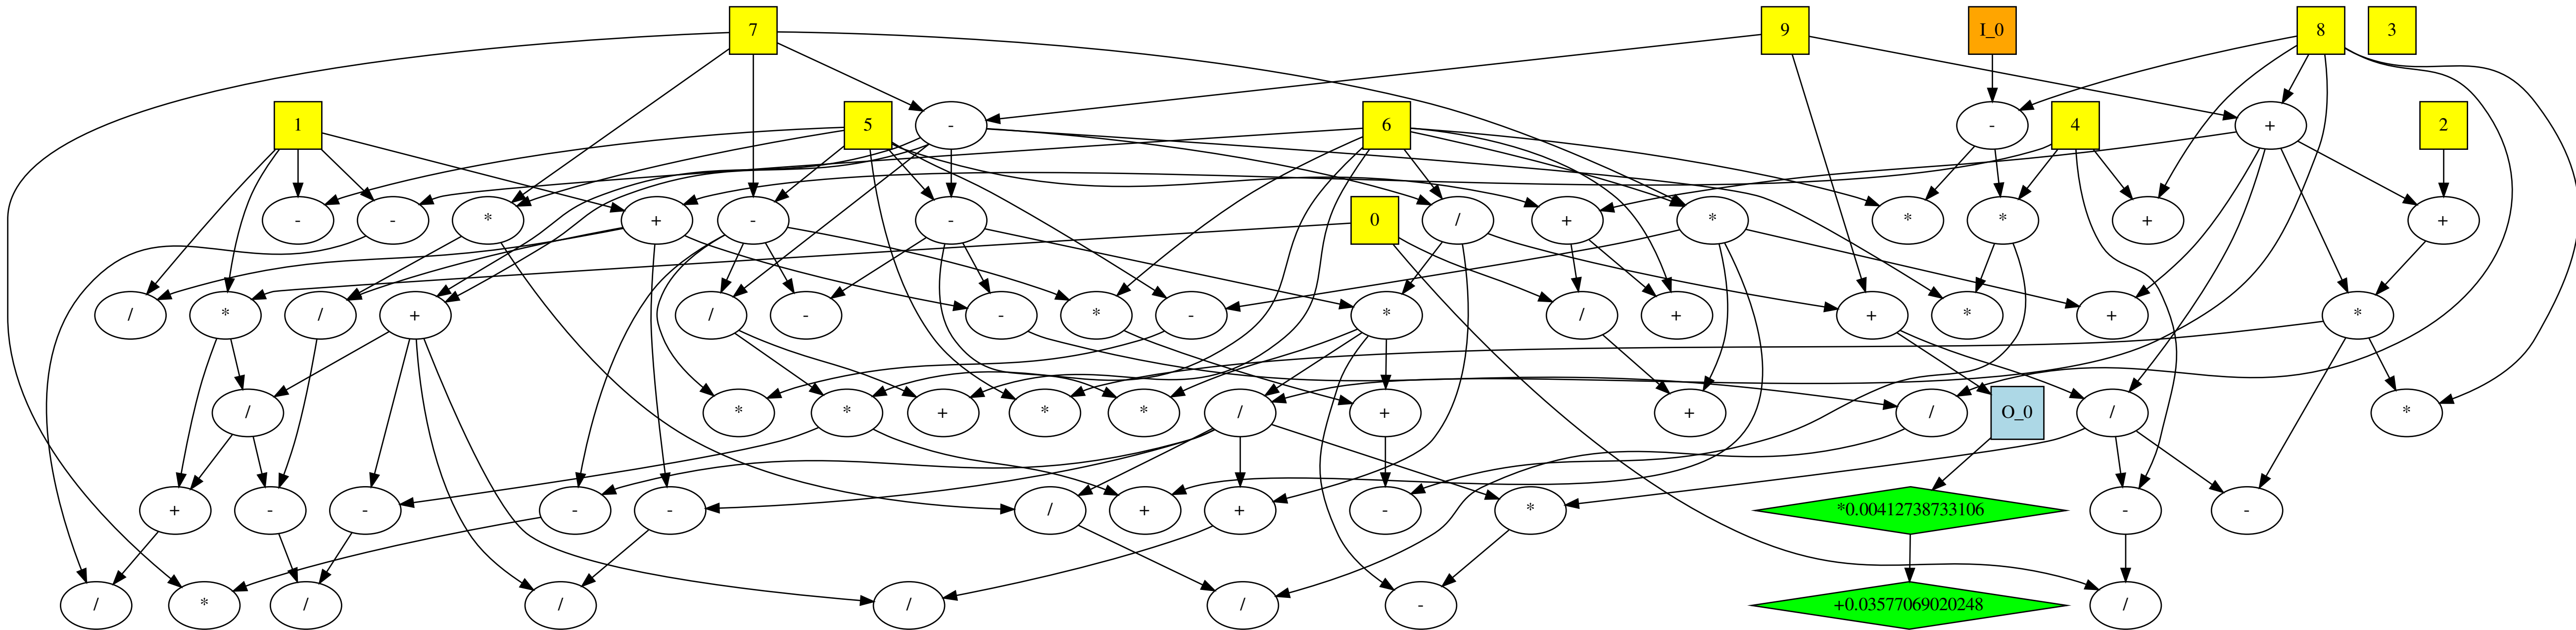 7 9 I_0 8 3
1 5 - 6 - 4 + 2
- - * + - - 0 / + * * * + +
/ * / + / - - * - * / + + * + *
/ * * + * * / + + / O_0 / *
+ - - - - / + + - * *0.00412738733106 - -
/ * / / / / - +0.03577069020248 /